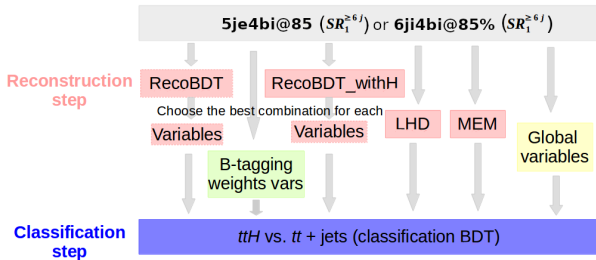 5je4bi@85 (SR₁^≥6j) or 6ji4bi@85% (SR₁^≥6j)
Reconstruction
step
RecoBDT
RecoBDT_withH
Choose the best combination for each
Variables
Variables
LHD
MEM
Global
variables
B-tagging
weights vars
Classification
step
ttH vs. tt + jets (classification BDT)